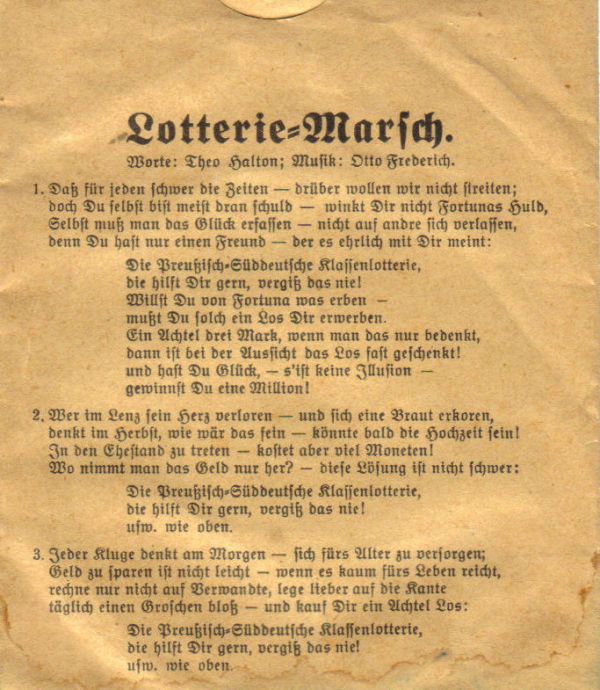 Lotterie-Marsch.
Worte: Theo Halton; Musik: Otto Frederich.
1. Daß für jeden schwer die Zeiten — drüber wollen wir nicht streiten;
doch Du selbst bist meist dran schuld — winkt Dir nicht Fortunas Huld,
Selbst muß man das Glück erfassen — nicht auf andre sich verlassen,
denn Du hast nur einen Freund — der es ehrlich mit Dir meint:
Die Preußisch-Süddeutsche Klassenlotterie,
die hilft Dir gern, vergiß das nie!
Willst Du von Fortuna was erben —
mußt Du solch ein Los Dir erwerben.
Ein Achtel drei Mark, wenn man das nur bedenkt,
dann ist bei der Aussicht das Los fast geschenkt!
und hast Du Glück, — s'ist keine Illusion —
gewinnst Du eine Million!
2. Wer im Lenz sein Herz verloren — und sich eine Braut erkoren,
denkt im Herbst, wie wär das fein — könnte bald die Hochzeit sein!
In den Ehestand zu treten — kostet aber viel Moneten!
Wo nimmt man das Geld nur her? — diese Lösung ist nicht schwer:
Die Preußisch-Süddeutsche Klassenlotterie,
die hilft Dir gern, vergiß das nie!
usw. wie oben.
3. Jeder Kluge denkt am Morgen — sich fürs Alter zu versorgen;
Geld zu sparen ist nicht leicht — wenn es kaum fürs Leben reicht,
rechne nur nicht auf Verwandte, lege lieber auf die Kante
täglich einen Groschen bloß — und kauf Dir ein Achtel Los:
Die Preußisch-Süddeutsche Klassenlotterie,
die hilft Dir gern, vergiß das nie!
usw. wie oben.